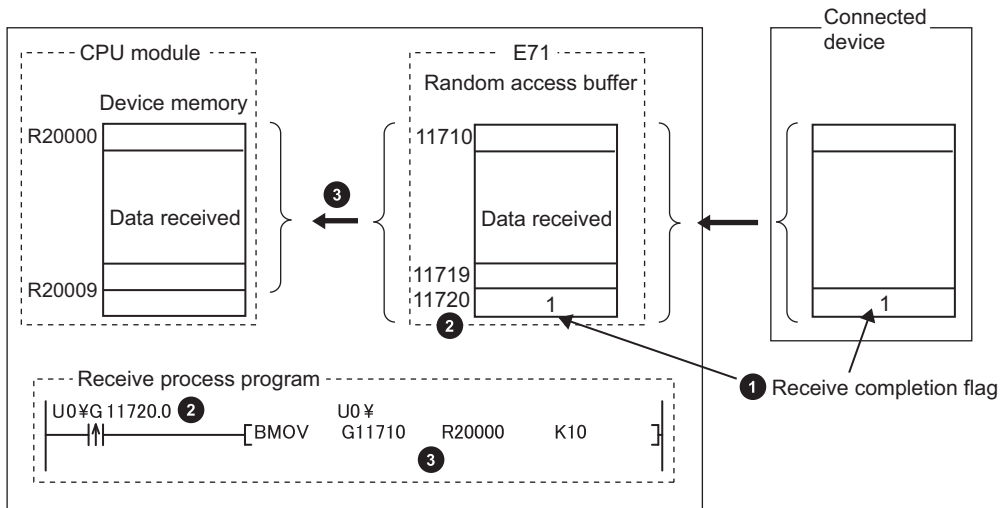 Connected
device
CPU module
E71
Device memory
Random access buffer
R20000
11710
3
Data received
Data received
R20009
11719
11720
1
1
2
1 Receive completion flag
Receive process program
U0¥G 11720.0 2
U0 ¥
BMOV G11710 R20000 K10
3